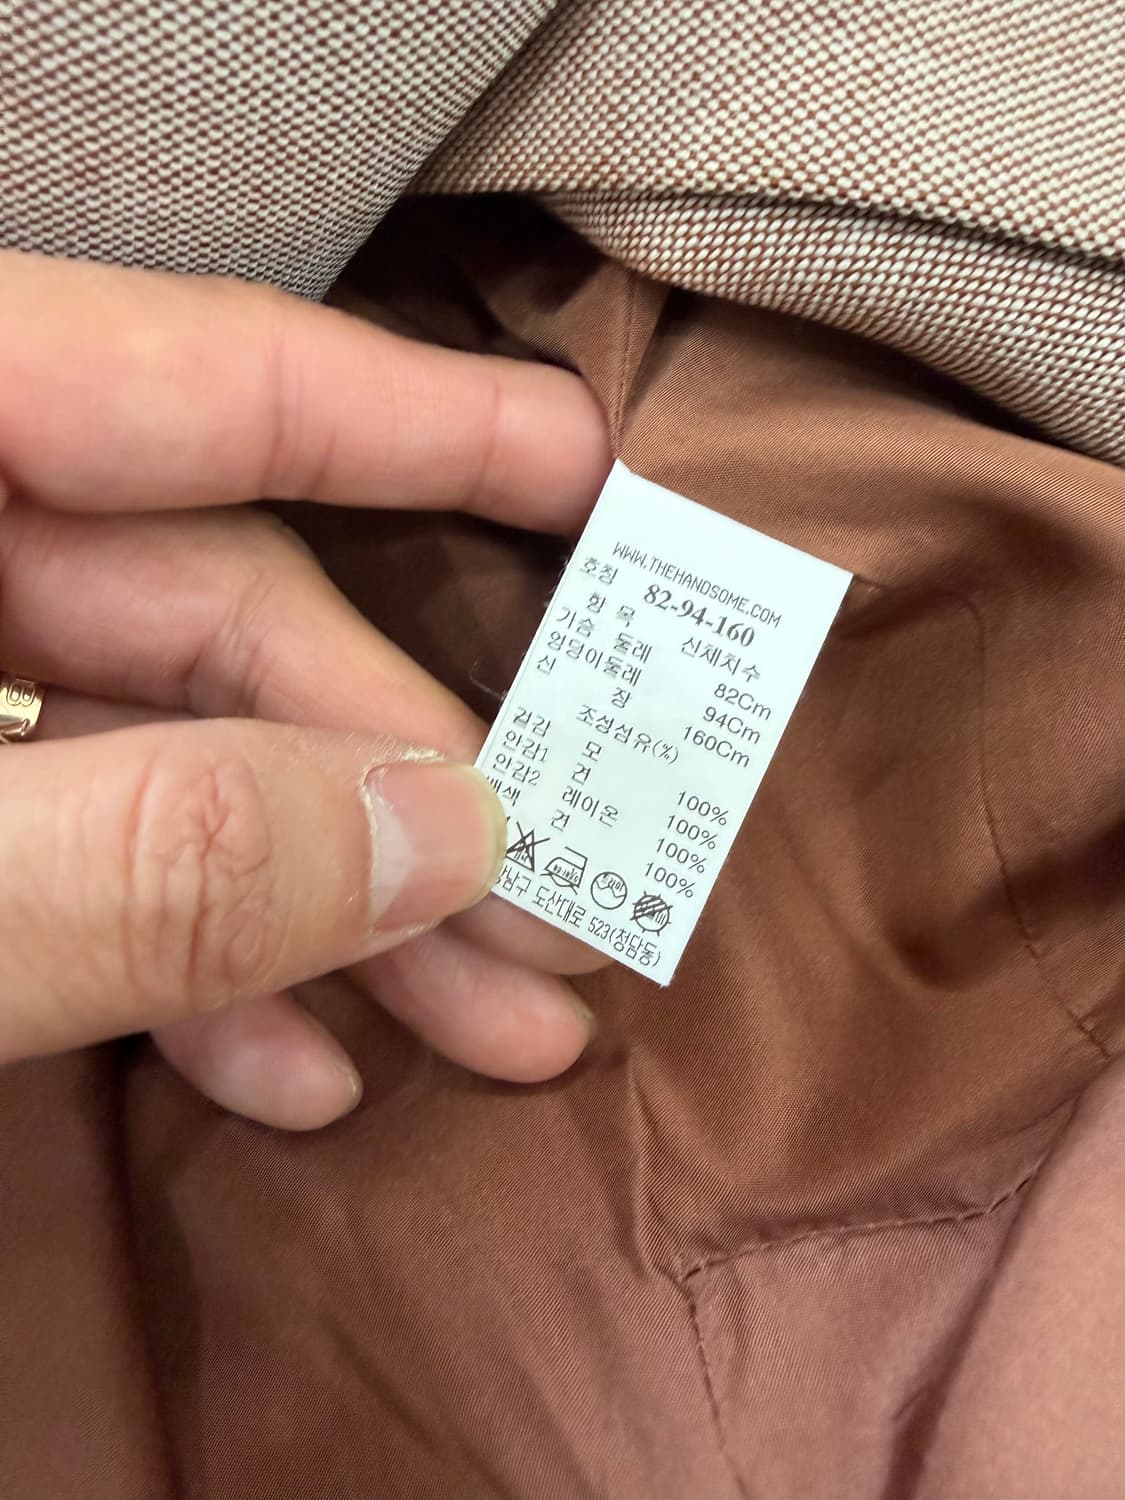 WWW.THEHANDSOME.COM
호칭 82-94-160
항 목 신체치수
가슴 둘레 82Cm
엉덩이둘레 94Cm
신 장 160Cm
조성섬유(%)
겉감 모 100%
안감1 견 100%
안감2 레이온 100%
배색 견 100%
강남구 도산대로 523(청담동)